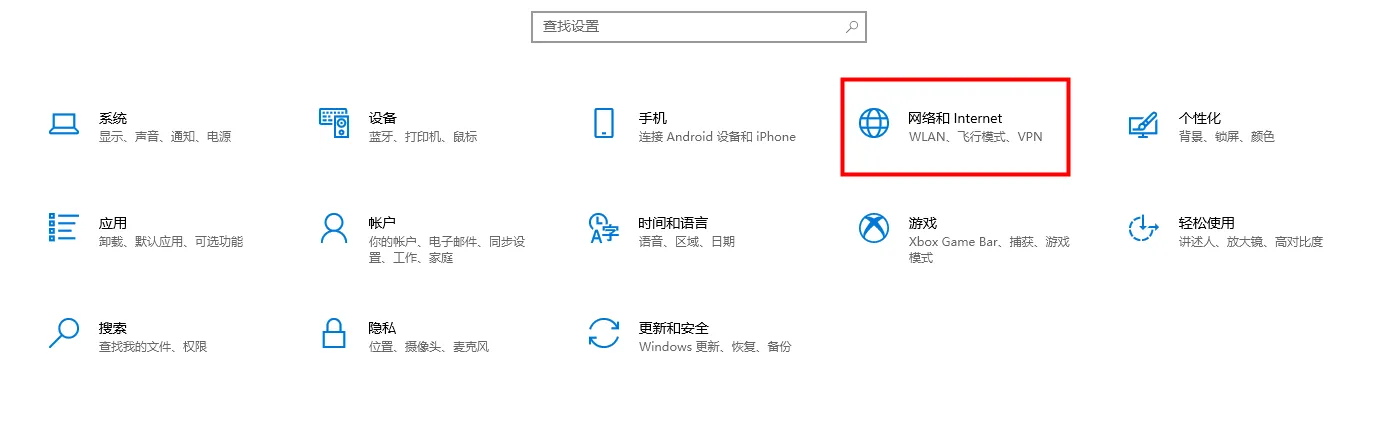 查找设置
系统
显示、声音、通知、电源
设备
蓝牙、打印机、鼠标
手机
连接 Android 设备和 iPhone
网络和 Internet
WLAN、飞行模式、VPN
个性化
背景、锁屏、颜色
应用
卸载、默认应用、可选功能
帐户
你的帐户、电子邮件、同步设
置、工作、家庭
时间和语言
语音、区域、日期
游戏
Xbox Game Bar、捕获、游戏
模式
轻松使用
讲述人、放大镜、高对比度
搜索
查找我的文件、权限
隐私
位置、摄像头、麦克风
更新和安全
Windows 更新、恢复、备份